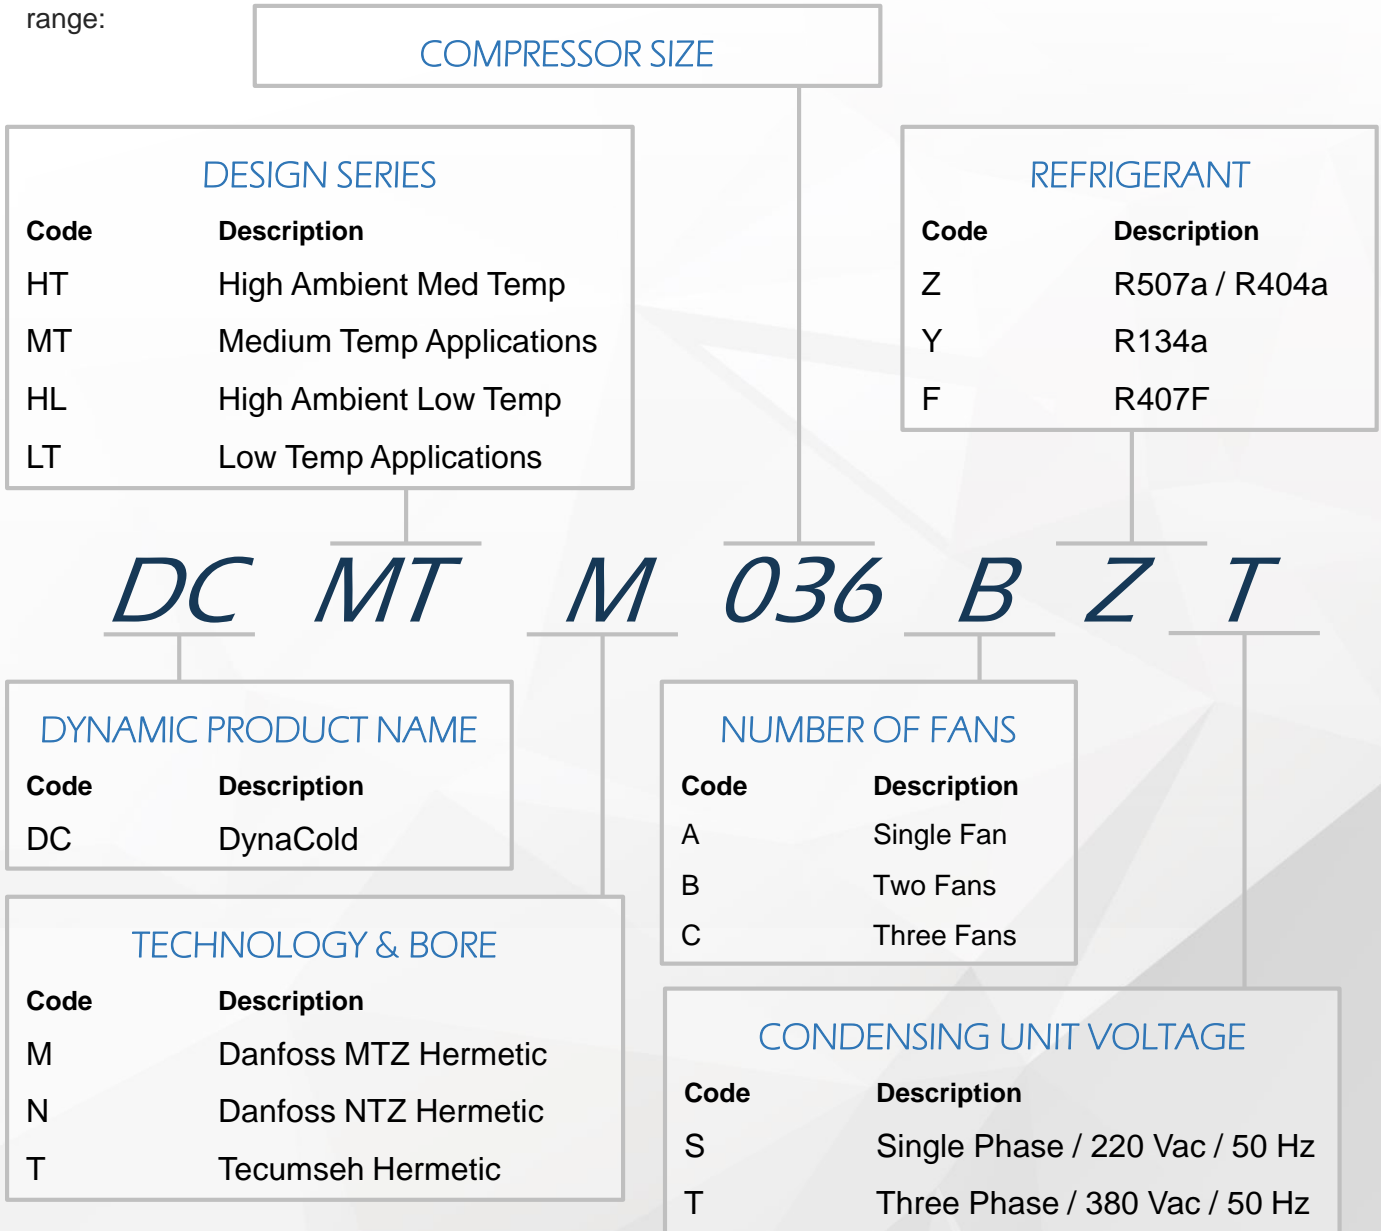 range:
COMPRESSOR SIZE
DESIGN SERIES
Code Description
HT High Ambient Med Temp
MT Medium Temp Applications
HL High Ambient Low Temp
LT Low Temp Applications
REFRIGERANT
Code Description
Z R507a / R404a
Y R134a
F R407F
DC MT M 036 B Z T
DYNAMIC PRODUCT NAME
Code Description
DC DynaCold
TECHNOLOGY & BORE
Code Description
M Danfoss MTZ Hermetic
N Danfoss NTZ Hermetic
T Tecumseh Hermetic
NUMBER OF FANS
Code Description
A Single Fan
B Two Fans
C Three Fans
CONDENSING UNIT VOLTAGE
Code Description
S Single Phase / 220 Vac / 50 Hz
T Three Phase / 380 Vac / 50 Hz